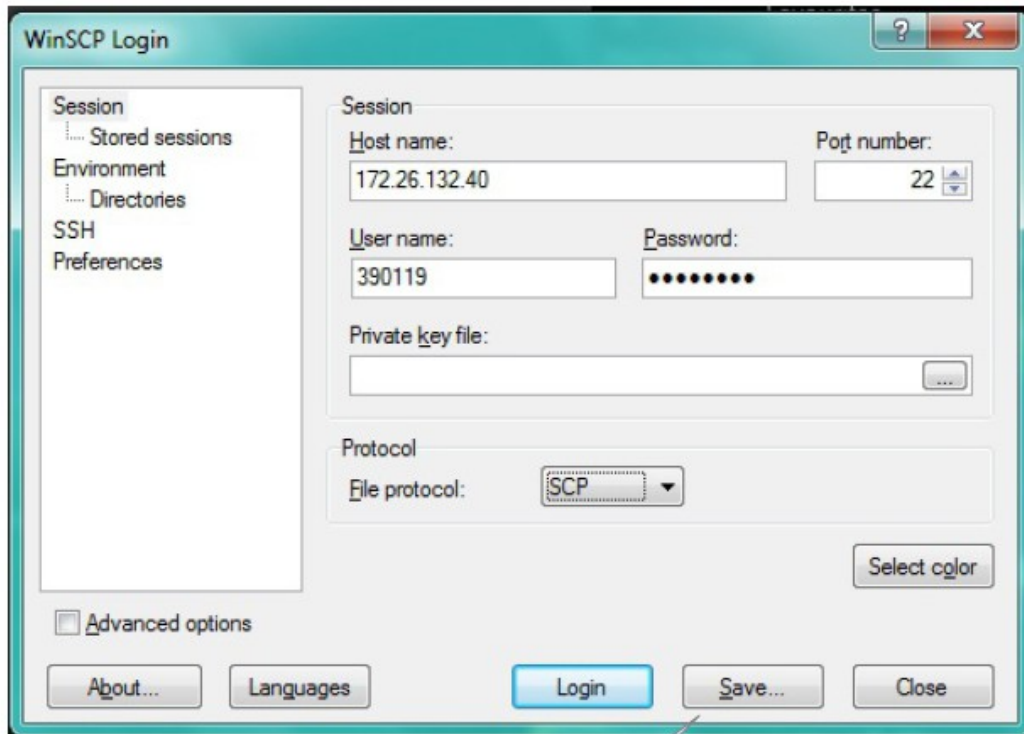 WinSCP Login
Session
Stored sessions
Environment
Directories
SSH
Preferences
Session
Host name:
Port number:
172.26.132.40
22
User name:
Password:
390119
••••••••
Private key file:
...
Protocol
File protocol:
SCP
Select color
Advanced options
About...
Languages
Login
Save...
Close